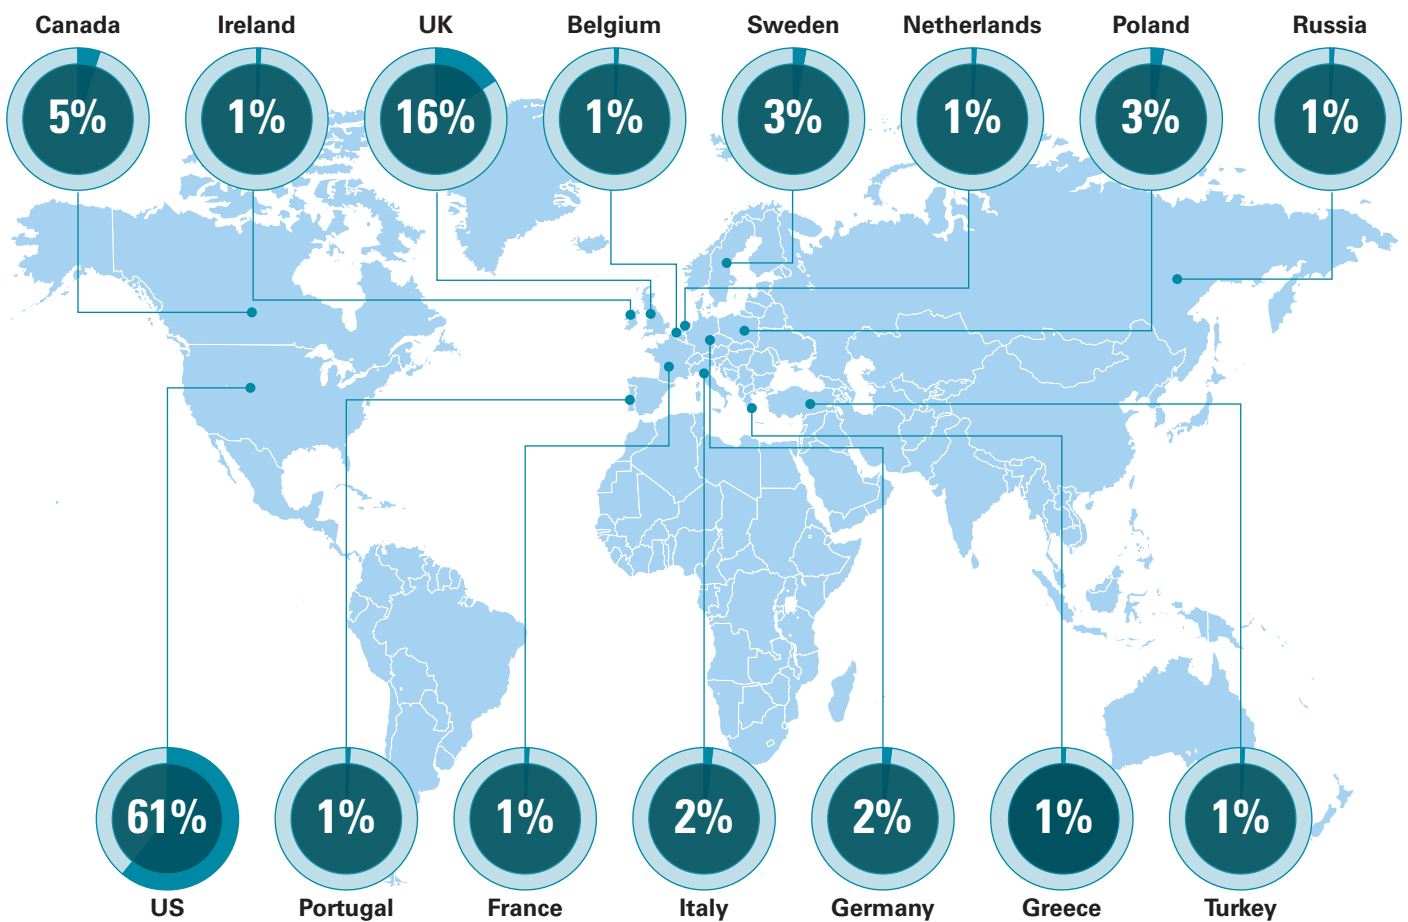 Canada Ireland UK Belgium Sweden Netherlands Poland Russia
5% 1% 16% 1% 3% 1% 3% 1%
61% 1% 1% 2% 2% 1% 1%
US Portugal France Italy Germany Greece Turkey